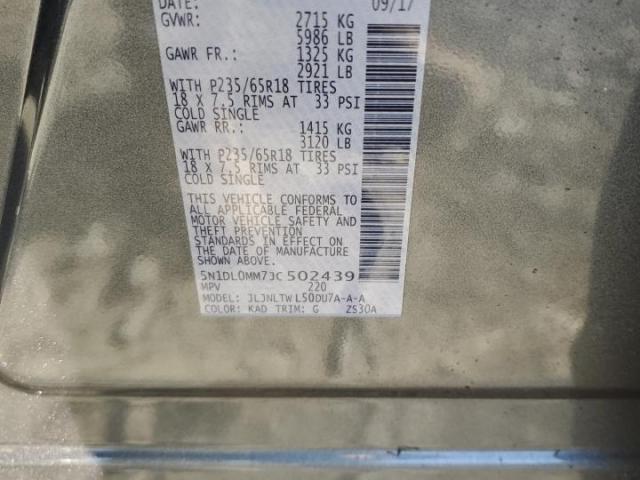 DATE: 09/17
GVWR: 2715 KG
5986 LB
GAWR FR.: 1325 KG
2921 LB
WITH P235/65R18 TIRES
18 X 7.5 RIMS AT 33 PSI
COLD SINGLE
GAWR RR.: 1415 KG
3120 LB
WITH P235/65R18 TIRES
18 X 7.5 RIMS AT 33 PSI
COLD SINGLE
THIS VEHICLE CONFORMS TO
ALL APPLICABLE FEDERAL
MOTOR VEHICLE SAFETY AND
THEFT PREVENTION
STANDARDS IN EFFECT ON
THE DATE OF MANUFACTURE
SHOWN ABOVE.
5N1DL0MM7JC502439
MPV 220
MODEL: JLJNLTW L50DU7A-A-A
COLOR: KAD TRIM: G ZS30A